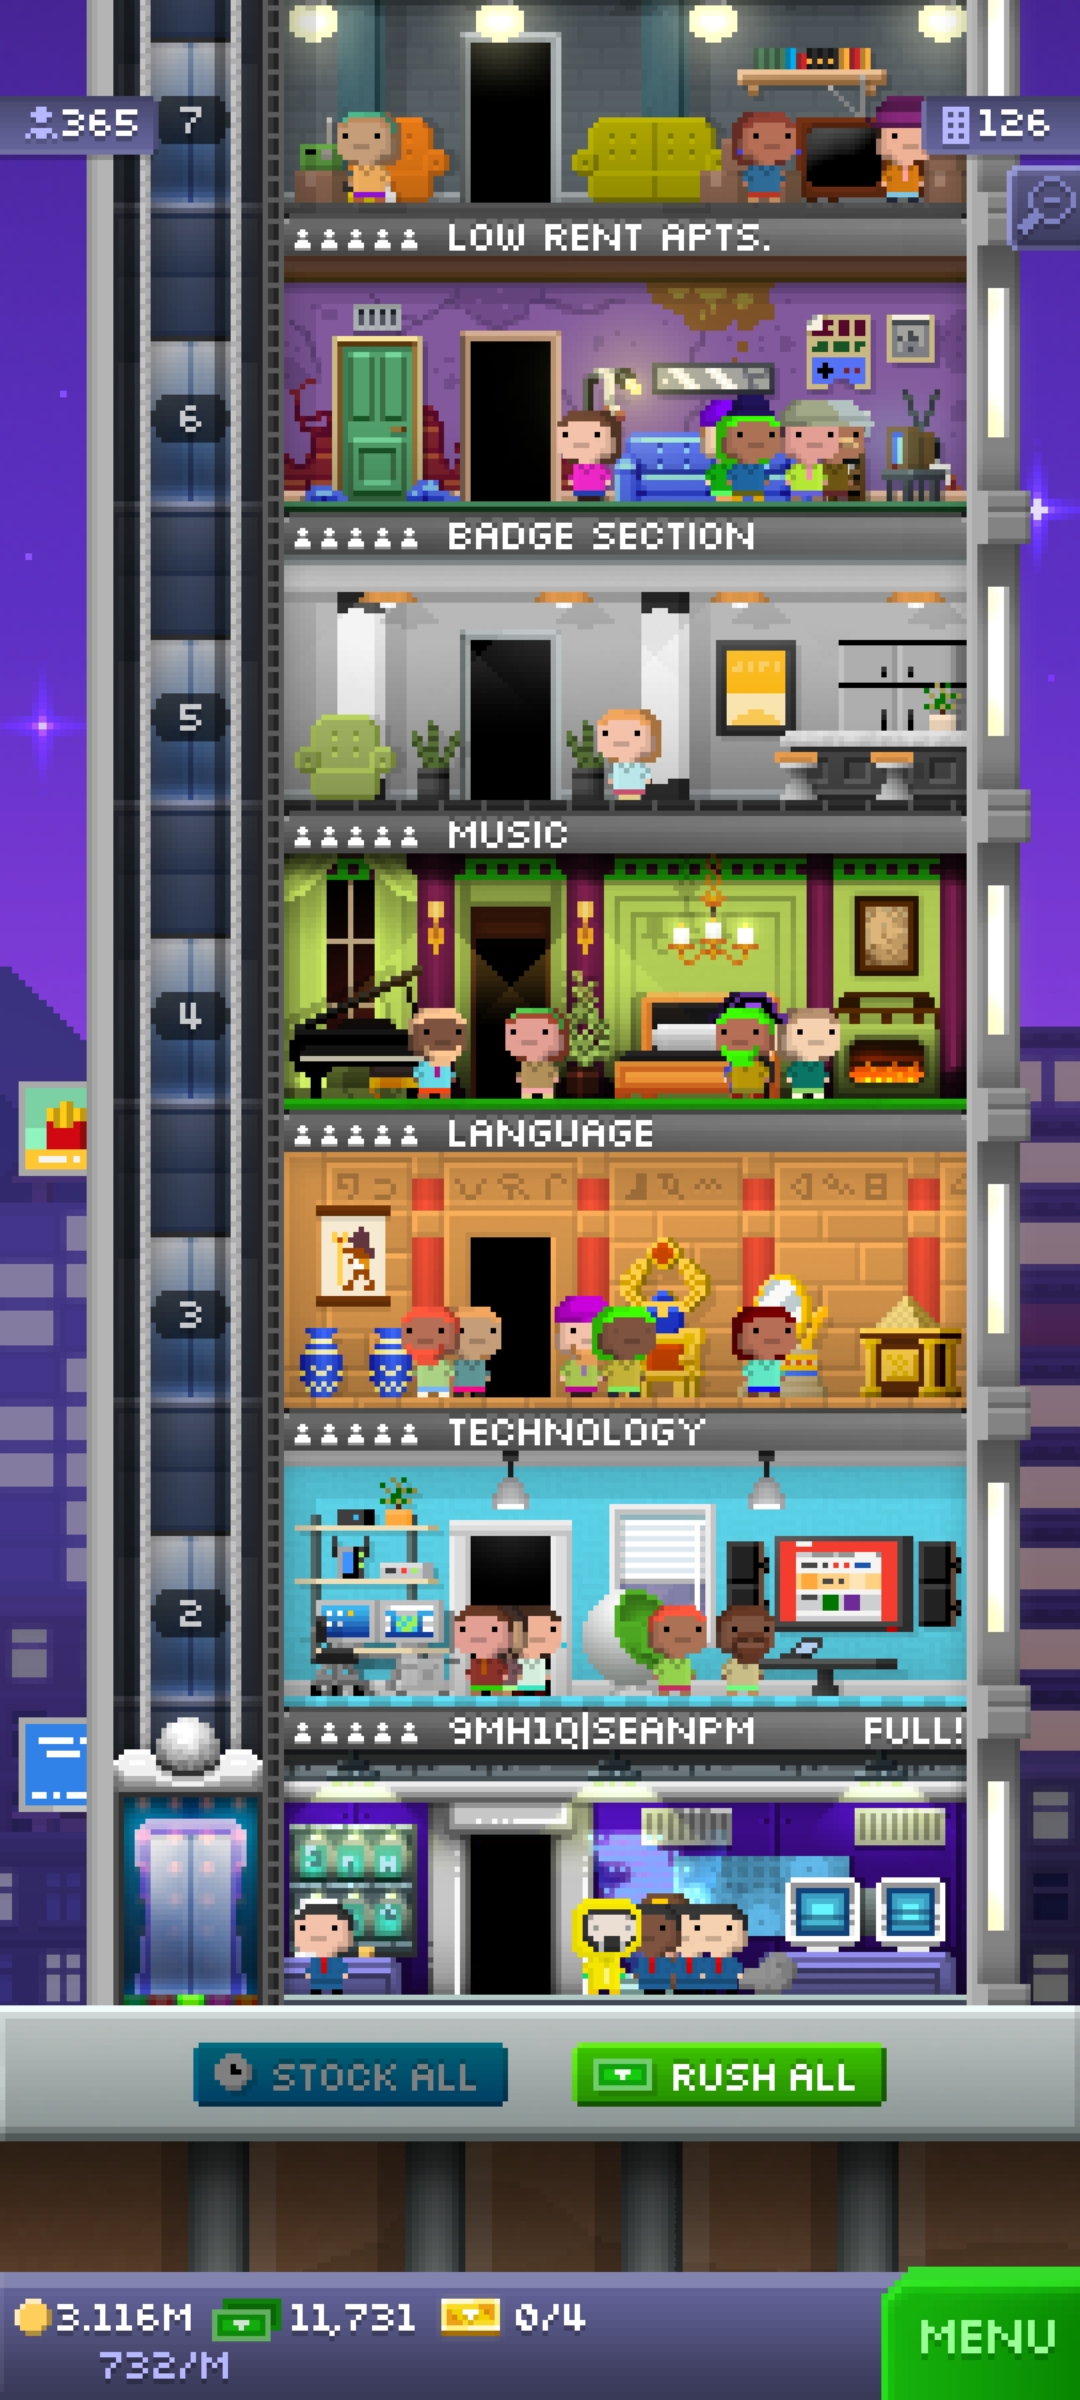 7
365
126
LOW RENT APTS.
6
BADGE SECTION
5
MUSIC
4
LANGUAGE
3
TECHNOLOGY
2
9MH1Q|SEANPM FULL!
STOCK ALL
RUSH ALL
3.116M 11,731 0/4
732/M
MENU